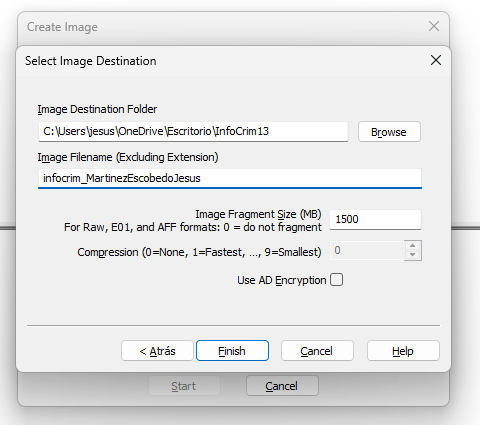 Create Image
Select Image Destination
Image Destination Folder
C:\Users\jesus\OneDrive\Escritorio\InfoCrim13
Browse
Image Filename (Excluding Extension)
infocrim_MartinezEscobedoJesus
Image Fragment Size (MB)
For Raw, E01, and AFF formats: 0 = do not fragment
1500
Compression (0=None, 1=Fastest, ..., 9=Smallest)
0
Use AD Encryption
< Atrás
Finish
Cancel
Help
Start
Cancel